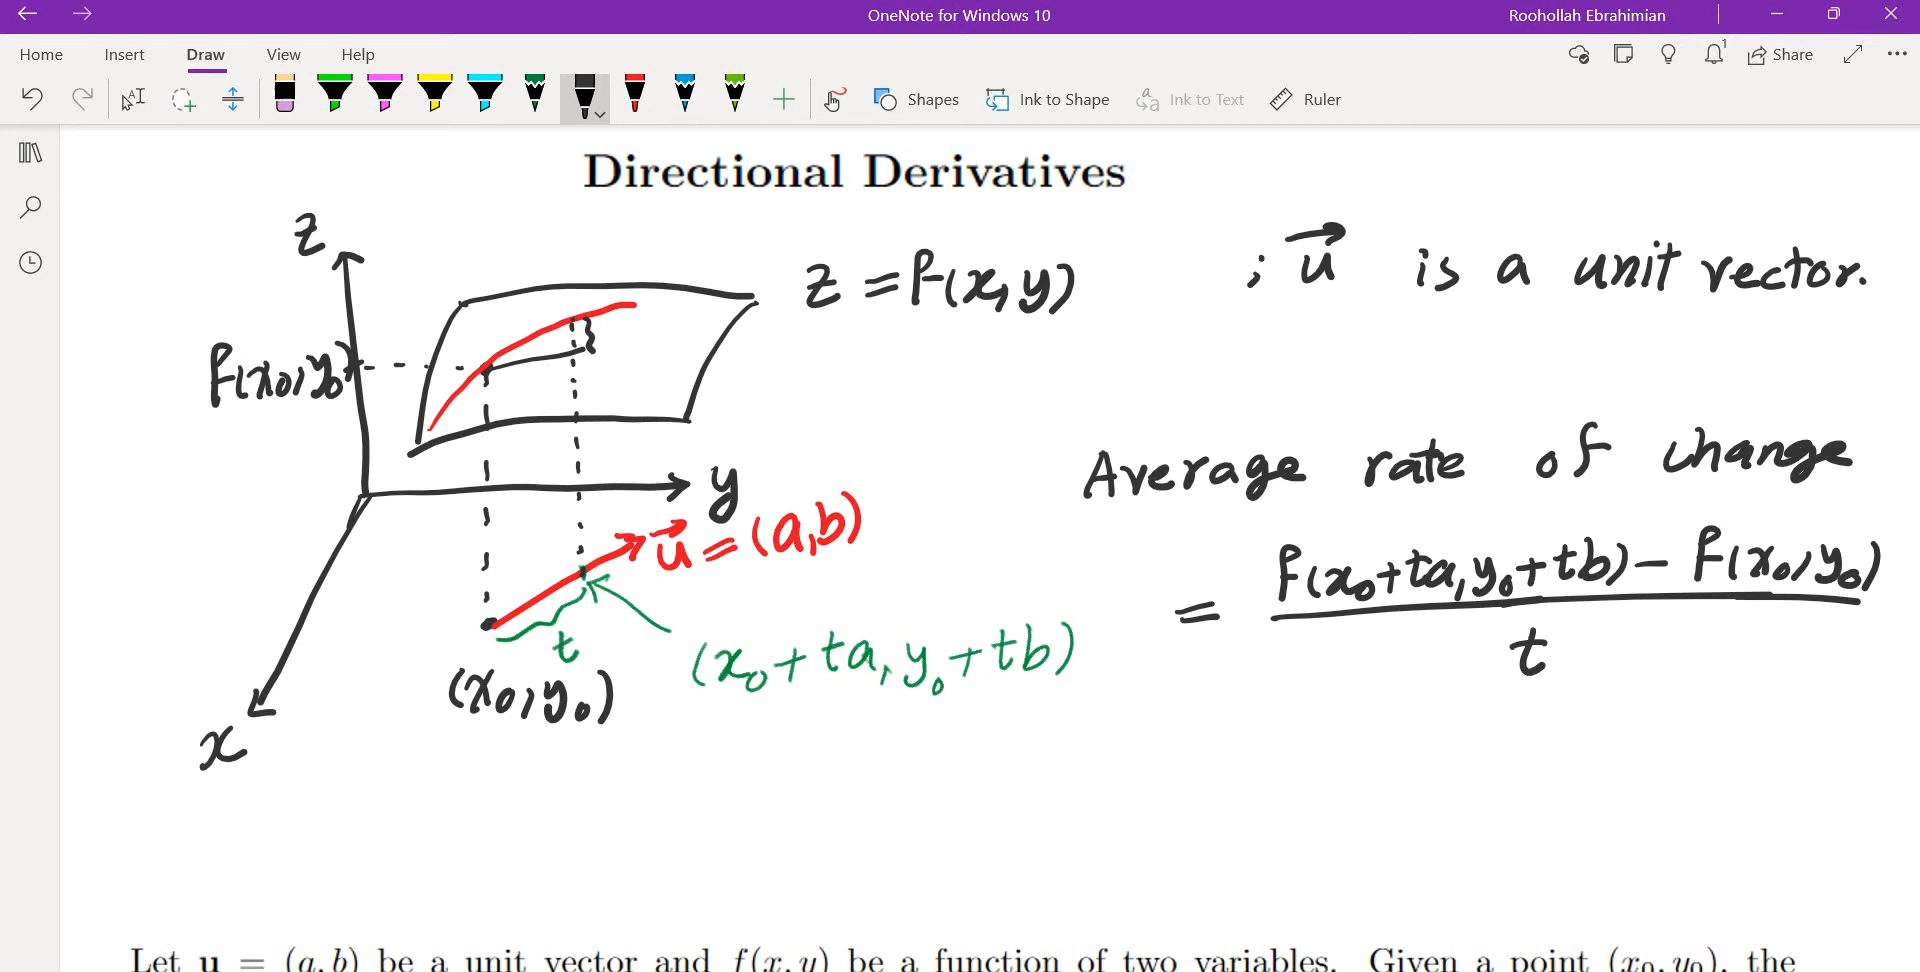 OneNote for Windows 10
Roohollah Ebrahimian
Home Insert Draw View Help
1
Share
Shapes Ink to Shape Ink to Text Ruler
Directional Derivatives
z
z = f(x, y) ; u⃗ is a unit vector.
f(x₀, y₀)
Average rate of change
y
u⃗ = (a, b)
= f(x₀+ta, y₀+tb) − f(x₀, y₀)
t
t
(x₀+ta, y₀+tb)
(x₀, y₀)
x
Let u = (a, b) be a unit vector and f(x, y) be a function of two variables. Given a point (x₀, y₀), the